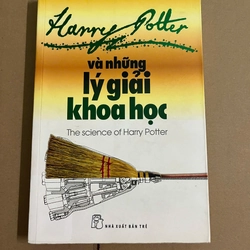 Harry Potter
và những
lý giải
khoa học
The science of Harry Potter
NHÀ XUẤT BẢN TRẺ